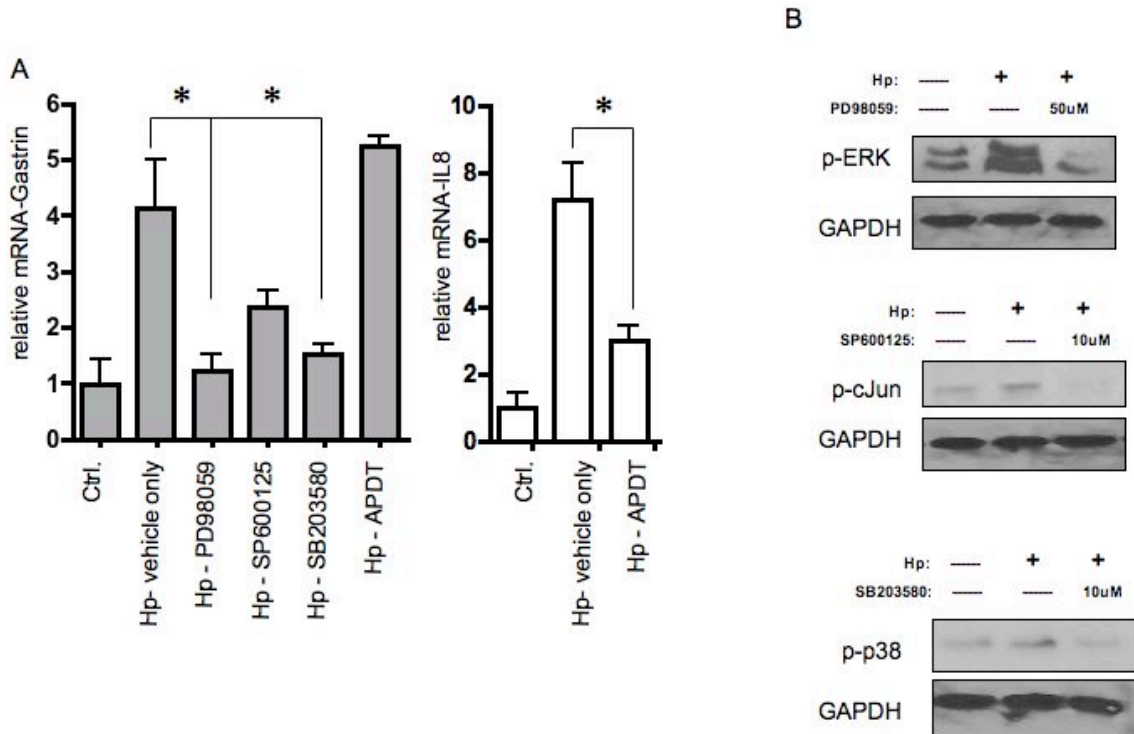 A
relative mRNA-Gastrin
6
5
4
3
2
1
0
* *
Ctrl.
Hp- vehicle only
Hp - PD98059
Hp - SP600125
Hp - SB203580
Hp - APDT
relative mRNA-IL8
10
8
6
4
2
0
*
Ctrl.
Hp- vehicle only
Hp - APDT
B
Hp: ----- + +
PD98059: ----- ----- 50uM
p-ERK
GAPDH
Hp: ----- + +
SP600125: ----- ----- 10uM
p-cJun
GAPDH
Hp: ----- + +
SB203580: ----- ----- 10uM
p-p38
GAPDH